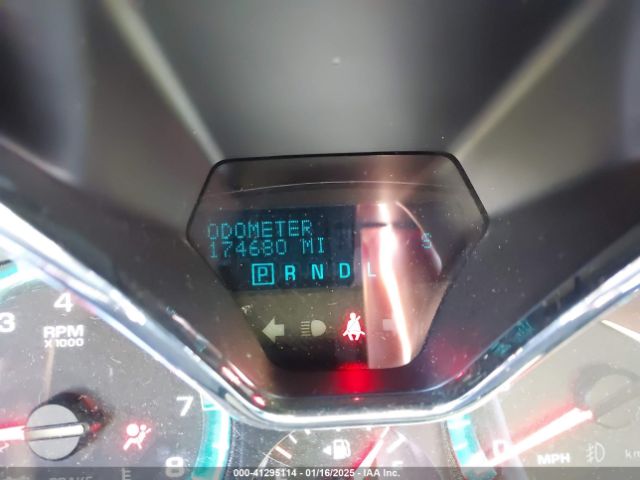 ODOMETER
174680 MI
S
P R N D L
3
4
RPM
X1000
7
8
E
MPH
000-41295114 - 01/16/2025 - IAA Inc.